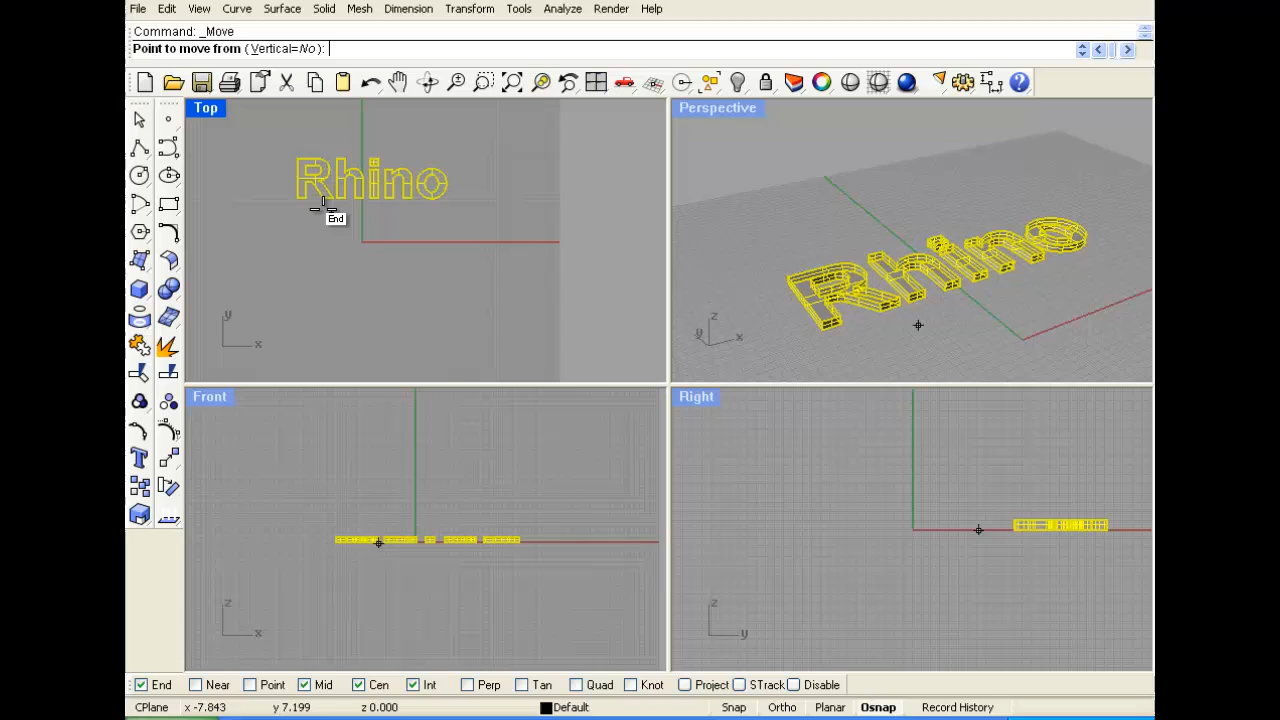 File Edit View Curve Surface Solid Mesh Dimension Transform Tools Analyze Render Help
Command: _Move
Point to move from ( Vertical=No ):
Top
Perspective
Rhino
End
Rhino
y
x
z
y
x
Front
Right
z
x
z
y
End Near Point Mid Cen Int Perp Tan Quad Knot Project STrack Disable
CPlane x -7.843 y 7.199 z 0.000 Default Snap Ortho Planar Osnap Record History